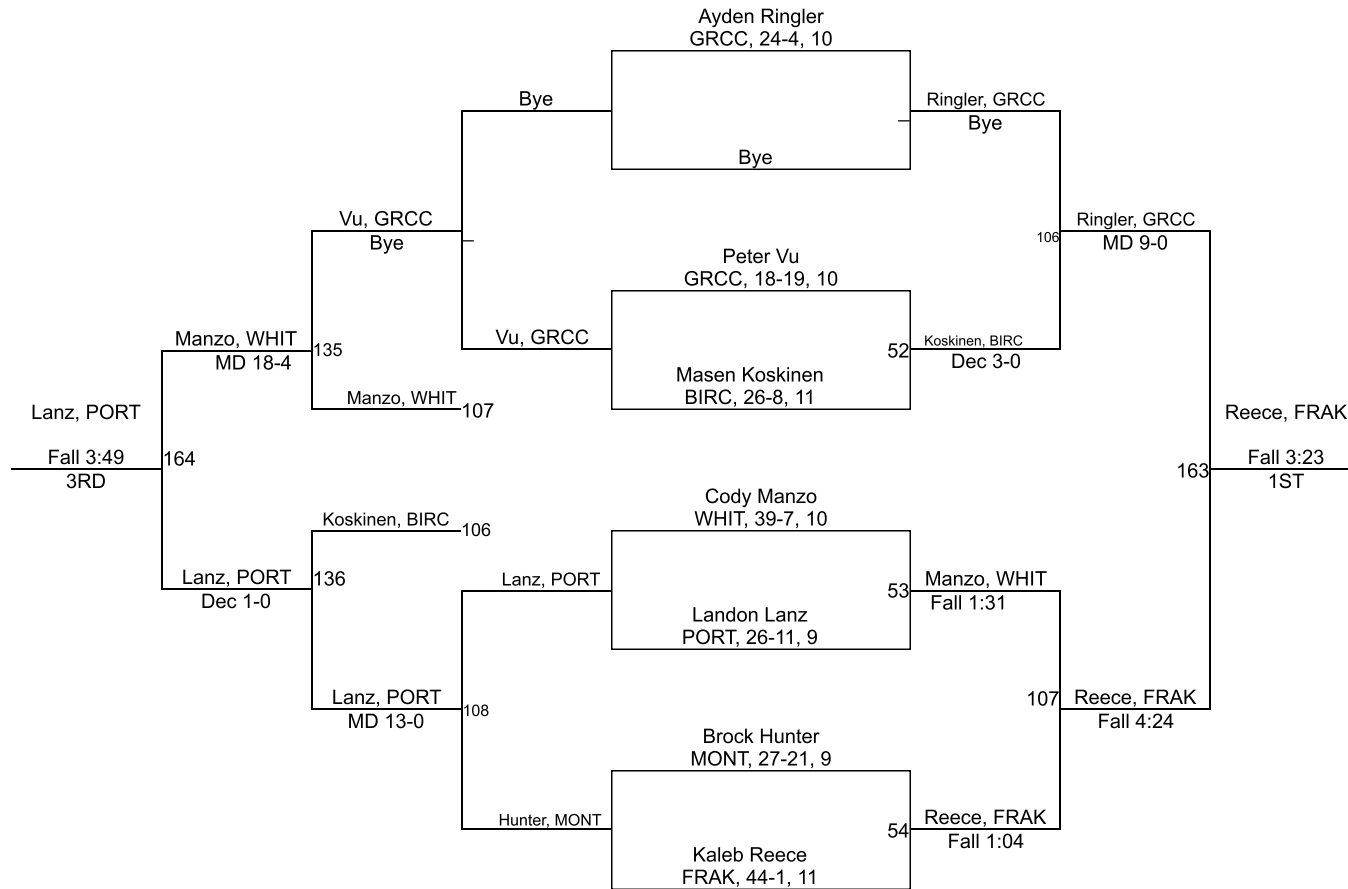 Ayden Ringler
GRCC, 24-4, 10
Bye
Ringler, GRCC
Bye
Bye
Vu, GRCC
Bye
Ringler, GRCC
106
MD 9-0
Peter Vu
GRCC, 18-19, 10
Manzo, WHIT
MD 18-4
135
Vu, GRCC
52
Koskinen, BIRC
Dec 3-0
Masen Koskinen
BIRC, 26-8, 11
Manzo, WHIT
107
Lanz, PORT
Reece, FRAK
Fall 3:49
3RD
164
163
Fall 3:23
1ST
Cody Manzo
WHIT, 39-7, 10
Koskinen, BIRC
106
Lanz, PORT
Dec 1-0
136
Lanz, PORT
53
Manzo, WHIT
Fall 1:31
Landon Lanz
PORT, 26-11, 9
Lanz, PORT
MD 13-0
108
107
Reece, FRAK
Fall 4:24
Brock Hunter
MONT, 27-21, 9
Hunter, MONT
54
Reece, FRAK
Fall 1:04
Kaleb Reece
FRAK, 44-1, 11